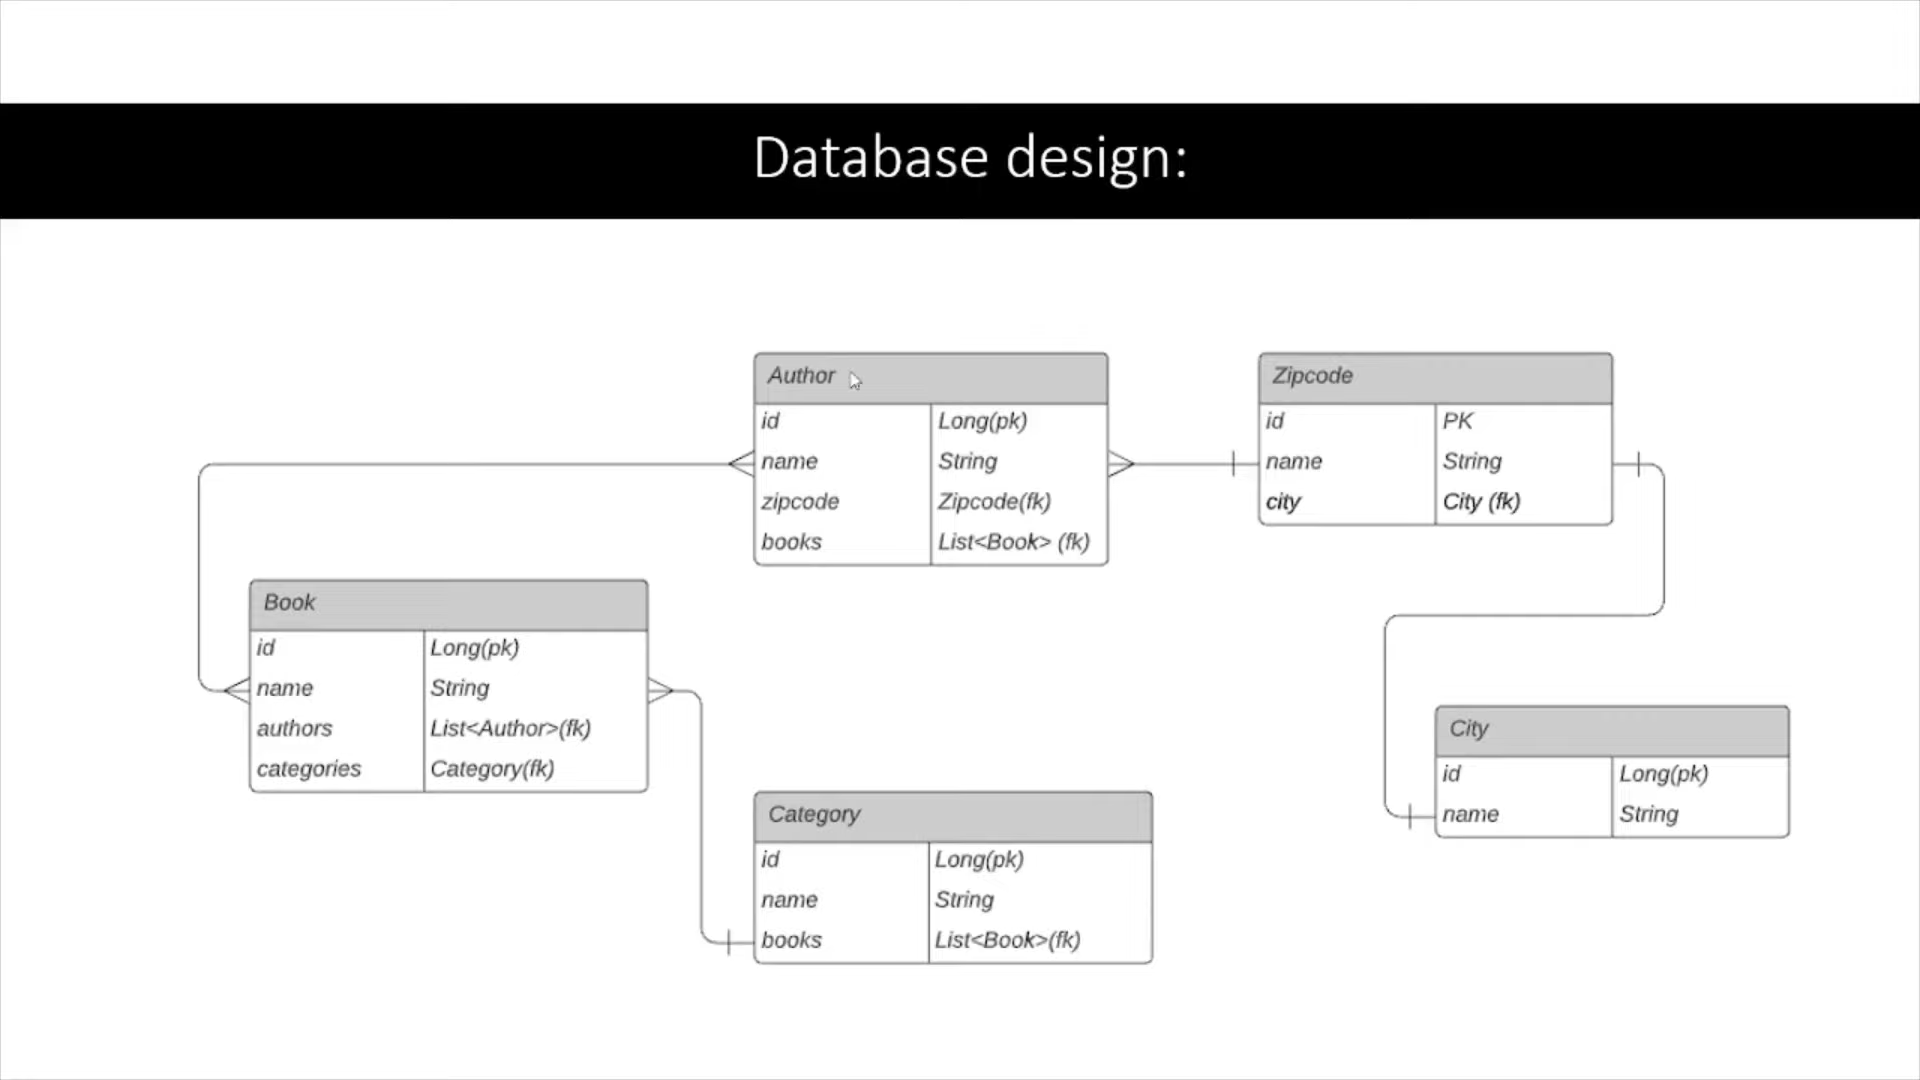 Database design:
Author
id Long(pk)
name String
zipcode Zipcode(fk)
books List<Book> (fk)
Zipcode
id PK
name String
city City (fk)
Book
id Long(pk)
name String
authors List<Author>(fk)
categories Category(fk)
City
id Long(pk)
name String
Category
id Long(pk)
name String
books List<Book>(fk)